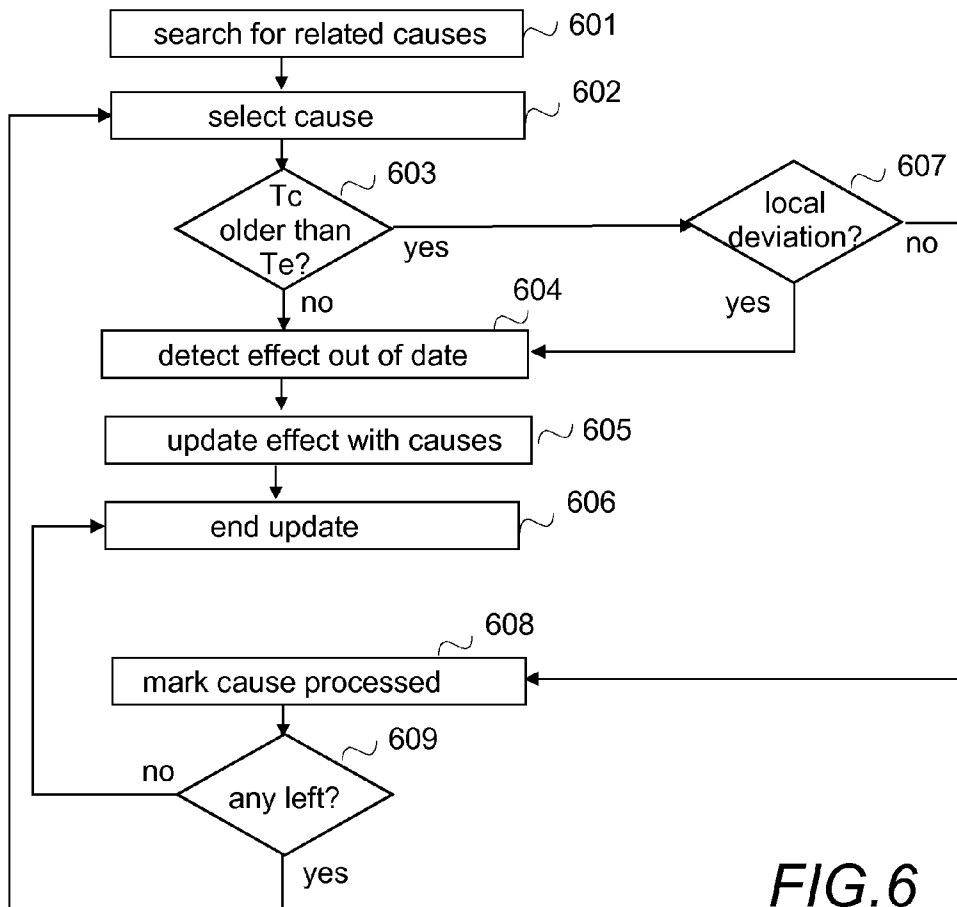 search for related causes
601
select cause
602
603
Tc
older than
Te?
yes
no
607
local
deviation?
no
yes
604
detect effect out of date
update effect with causes
605
end update
606
608
mark cause processed
609
any left?
no
yes
FIG.6